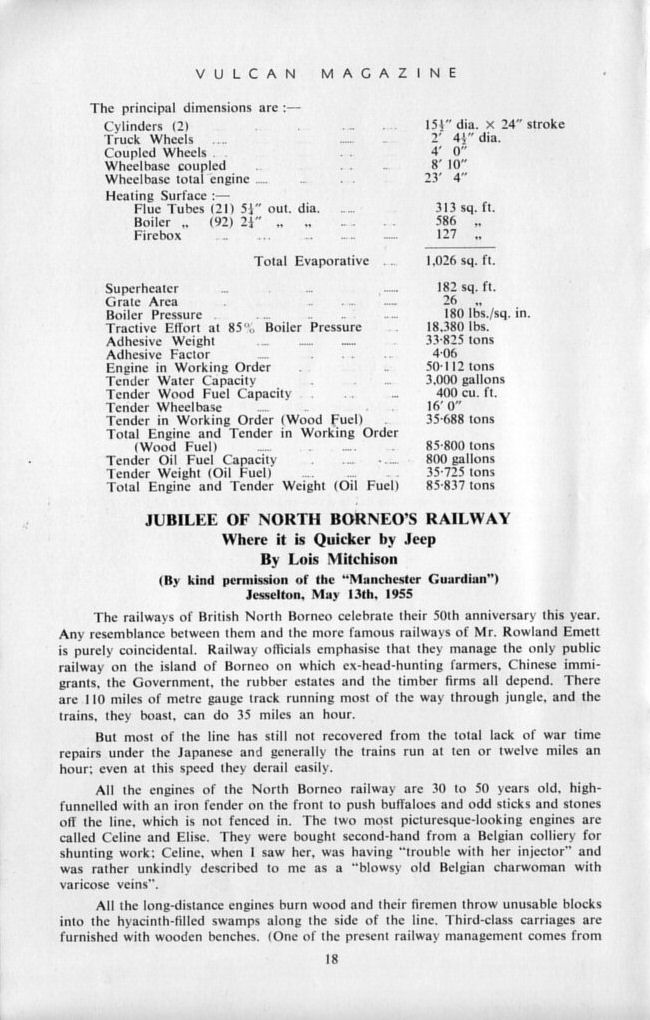 VULCAN MAGAZINE
The principal dimensions are :—
Cylinders (2) 15½″ dia. × 24″ stroke
Truck Wheels 2′ 4½″ dia.
Coupled Wheels 4′ 0″
Wheelbase coupled 8′ 10″
Wheelbase total engine 23′ 4″
Heating Surface :—
Flue Tubes (21) 5¼″ out. dia. 313 sq. ft.
Boiler „ (92) 2¼″ „ „ 586 „
Firebox 127 „
Total Evaporative 1,026 sq. ft.
Superheater 182 sq. ft.
Grate Area 26 „
Boiler Pressure 180 lbs./sq. in.
Tractive Effort at 85% Boiler Pressure 18,380 lbs.
Adhesive Weight 33·825 tons
Adhesive Factor 4·06
Engine in Working Order 50·112 tons
Tender Water Capacity 3,000 gallons
Tender Wood Fuel Capacity 400 cu. ft.
Tender Wheelbase 16′ 0″
Tender in Working Order (Wood Fuel) 35·688 tons
Total Engine and Tender in Working Order
(Wood Fuel) 85·800 tons
Tender Oil Fuel Capacity 800 gallons
Tender Weight (Oil Fuel) 35·725 tons
Total Engine and Tender Weight (Oil Fuel) 85·837 tons
JUBILEE OF NORTH BORNEO'S RAILWAY
Where it is Quicker by Jeep
By Lois Mitchison
(By kind permission of the "Manchester Guardian")
Jesselton, May 13th, 1955
The railways of British North Borneo celebrate their 50th anniversary this year.
Any resemblance between them and the more famous railways of Mr. Rowland Emett
is purely coincidental. Railway officials emphasise that they manage the only public
railway on the island of Borneo on which ex-head-hunting farmers, Chinese immi-
grants, the Government, the rubber estates and the timber firms all depend. There
are 110 miles of metre gauge track running most of the way through jungle, and the
trains, they boast, can do 35 miles an hour.
But most of the line has still not recovered from the total lack of war time
repairs under the Japanese and generally the trains run at ten or twelve miles an
hour; even at this speed they derail easily.
All the engines of the North Borneo railway are 30 to 50 years old, high-
funnelled with an iron fender on the front to push buffaloes and odd sticks and stones
off the line, which is not fenced in. The two most picturesque-looking engines are
called Celine and Elise. They were bought second-hand from a Belgian colliery for
shunting work; Celine, when I saw her, was having "trouble with her injector" and
was rather unkindly described to me as a "blowsy old Belgian charwoman with
varicose veins".
All the long-distance engines burn wood and their firemen throw unusable blocks
into the hyacinth-filled swamps along the side of the line. Third-class carriages are
furnished with wooden benches. (One of the present railway management comes from
18